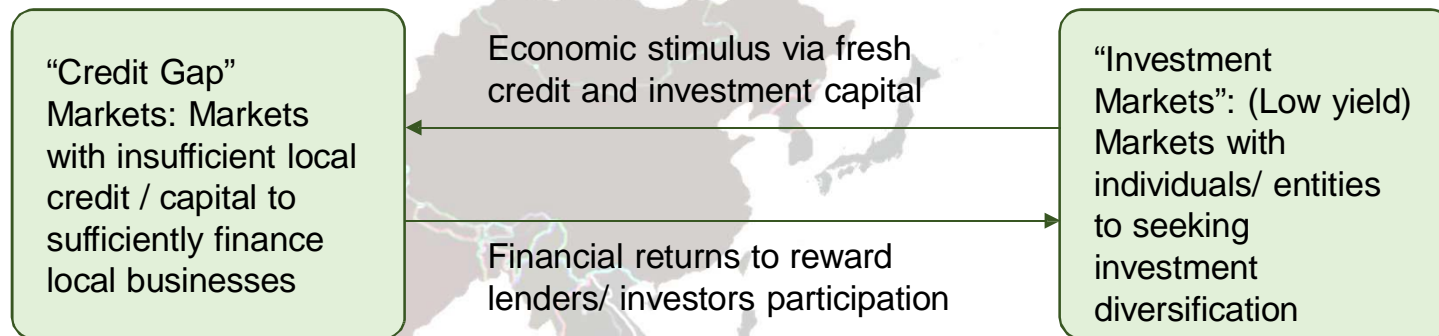 “Credit Gap”
Markets: Markets
with insufficient local
credit / capital to
sufficiently finance
local businesses
Economic stimulus via fresh
credit and investment capital
Financial returns to reward
lenders/ investors participation
“Investment
Markets”: (Low yield)
Markets with
individuals/ entities
to seeking
investment
diversification